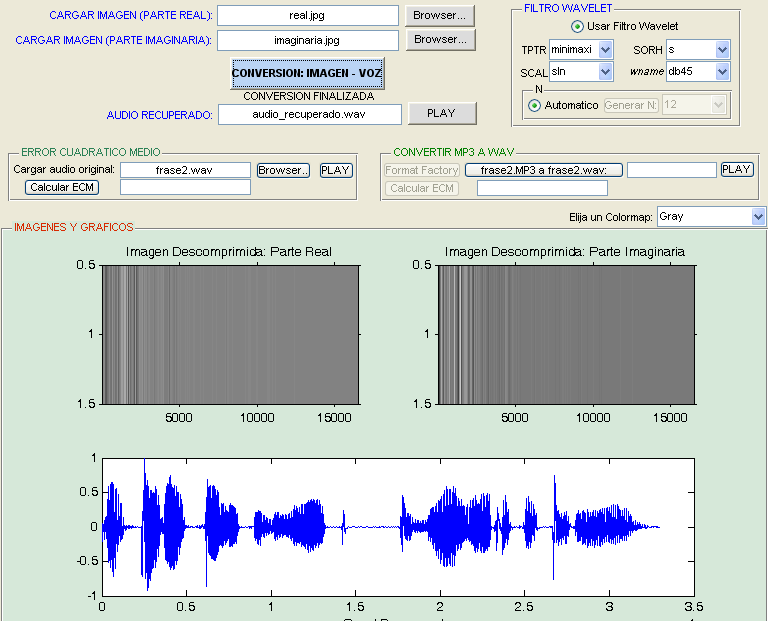 CARGAR IMAGEN (PARTE REAL): real.jpg Browser...
CARGAR IMAGEN (PARTE IMAGINARIA): imaginaria.jpg Browser...
CONVERSION: IMAGEN - VOZ
CONVERSION FINALIZADA
AUDIO RECUPERADO: audio_recuperado.wav PLAY
FILTRO WAVELET
Usar Filtro Wavelet
TPTR minimaxi SORH s
SCAL sln wname db45
N
Automatico Generar N: 12
ERROR CUADRATICO MEDIO
Cargar audio original: frase2.wav Browser.. PLAY
Calcular ECM
CONVERTIR MP3 A WAV
Format Factory frase2.MP3 a frase2.wav: PLAY
Calcular ECM
Elija un Colormap: Gray
IMAGENES Y GRAFICOS
Imagen Descomprimida: Parte Real
0.5
1
1.5
5000 10000 15000
Imagen Descomprimida: Parte Imaginaria
0.5
1
1.5
5000 10000 15000
1
0.5
0
-0.5
-1
0 0.5 1 1.5 2 2.5 3 3.5